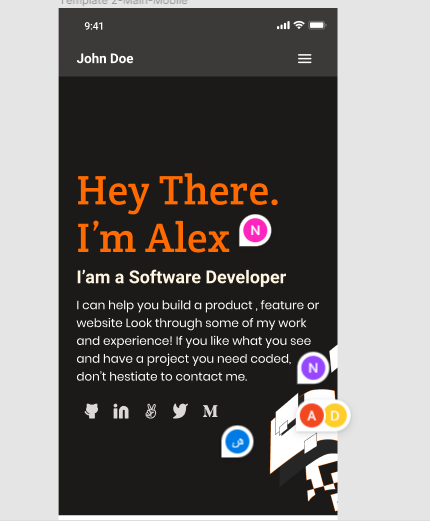 Template 2-Main-Mobile
9:41
John Doe
Hey There.
I’m Alex
N
I’am a Software Developer
I can help you build a product , feature or
website Look through some of my work
and experience! If you like what you see
and have a project you need coded,
don’t hestiate to contact me.
N
in
M
A D
ض